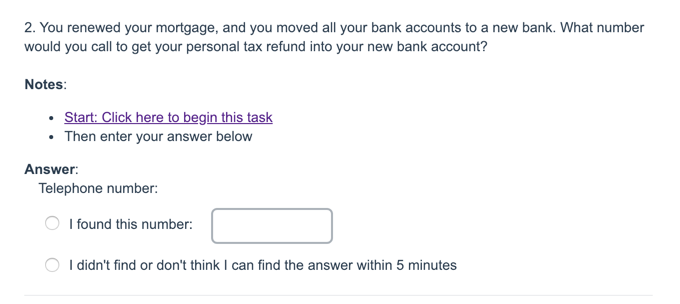 2. You renewed your mortgage, and you moved all your bank accounts to a new bank. What number
would you call to get your personal tax refund into your new bank account?
Notes:
• Start: Click here to begin this task
• Then enter your answer below
Answer:
Telephone number:
I found this number:
I didn't find or don't think I can find the answer within 5 minutes